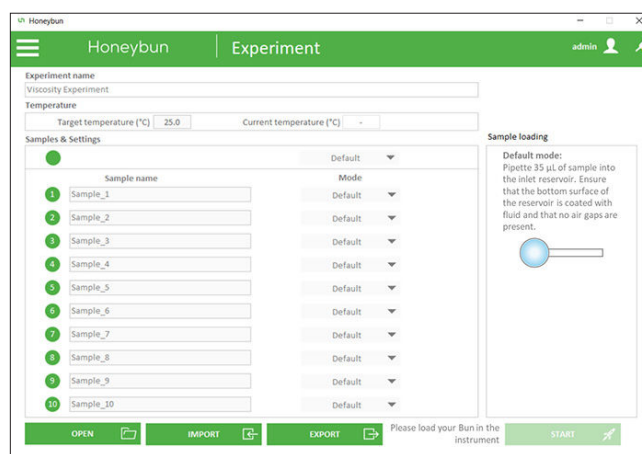 Honeybun
Honeybun
Experiment
admin
Experiment name
Viscosity Experiment
Temperature
Target temperature (°C) 25.0 Current temperature (°C) -
Samples & Settings
Default
Sample name Mode
1 Sample_1 Default
2 Sample_2 Default
3 Sample_3 Default
4 Sample_4 Default
5 Sample_5 Default
6 Sample_6 Default
7 Sample_7 Default
8 Sample_8 Default
9 Sample_9 Default
10 Sample_10 Default
Sample loading
Default mode:
Pipette 35 µL of sample into
the inlet reservoir. Ensure
that the bottom surface of
the reservoir is coated with
fluid and that no air gaps are
present.
OPEN IMPORT EXPORT
Please load your Bun in the
instrument
START